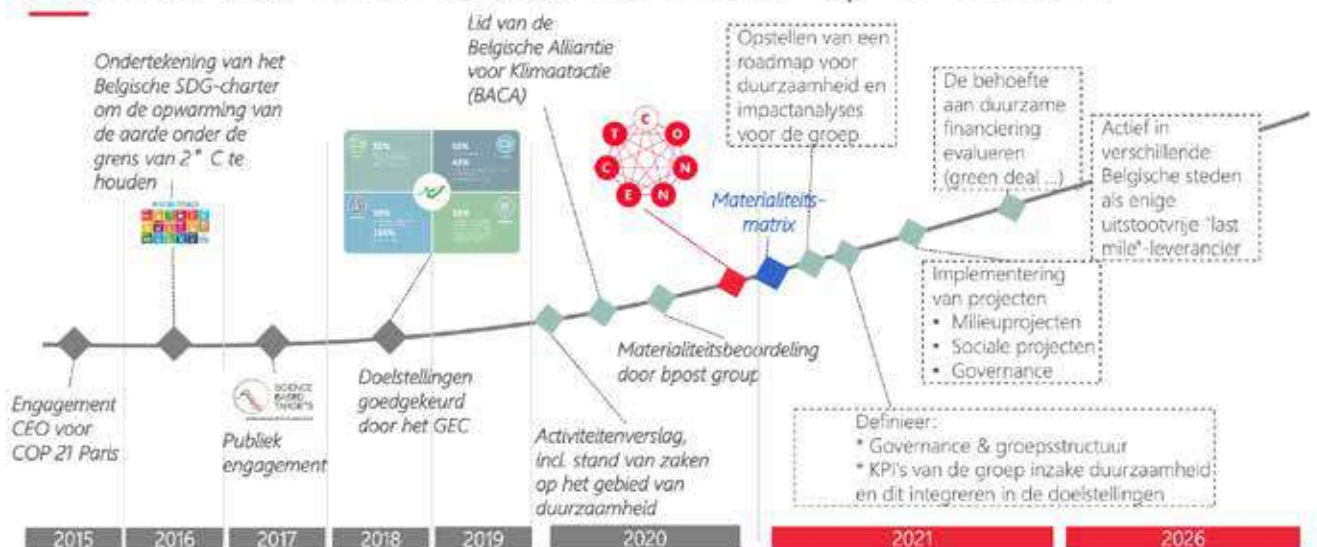 Ondertekening van het
Belgische SDG-charter
om de opwarming van
de aarde onder de
grens van 2° C te
houden
Lid van de
Belgische Alliantie
voor Klimaatactie
(BACA)
C
O
N
N
E
C
T
Materialiteits-
matrix
Opstellen van een
roadmap voor
duurzaamheid en
impactanalyses
voor de groep
De behoefte
aan duurzame
financiering
evalueren
(green deal ...)
Actief in
verschillende
Belgische steden
als enige
uitstootvrije "last
mile"-leverancier
Engagement
CEO voor
COP 21 Paris
SCIENCE
BASED
TARGETS
Publiek
engagement
Doelstellingen
goedgekeurd
door het GEC
Activiteitenverslag,
incl. stand van zaken
op het gebied van
duurzaamheid
Materialiteitsbeoordeling
door bpost group
Implementering
van projecten
• Milieuprojecten
• Sociale projecten
• Governance
Definieer:
* Governance & groepsstructuur
* KPI's van de groep inzake duurzaamheid
en dit integreren in de doelstellingen
2015
2016
2017
2018
2019
2020
2021
2026